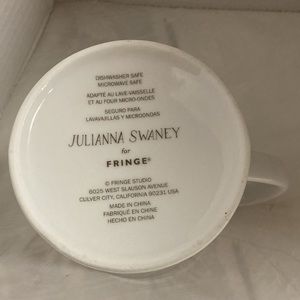 DISHWASHER SAFE
MICROWAVE SAFE
ADAPTÉ AU LAVE-VAISSELLE
ET AU FOUR MICRO-ONDES
SEGURO PARA
LAVAVAJILLAS Y MICROONDAS
JULIANNA SWANEY
for
FRINGE®
© FRINGE STUDIO
6025 WEST SLAUSON AVENUE,
CULVER CITY, CALIFORNIA 90231 USA
MADE IN CHINA
FABRIQUÉ EN CHINE
HECHO EN CHINA